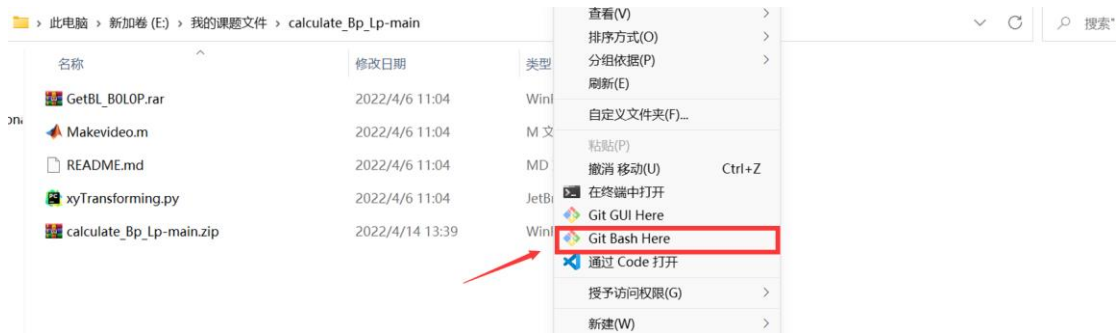 此电脑 › 新加卷 (E:) › 我的课题文件 › calculate_Bp_Lp-main
搜索"
名称 修改日期 类型
GetBL_B0L0P.rar 2022/4/6 11:04 Win
Makevideo.m 2022/4/6 11:04 M 文
README.md 2022/4/6 11:04 MD
xyTransforming.py 2022/4/6 11:04 JetB
calculate_Bp_Lp-main.zip 2022/4/14 13:39 Win
查看(V)
排序方式(O)
分组依据(P)
刷新(E)
自定义文件夹(F)...
粘贴(P)
撤消 移动(U) Ctrl+Z
在终端中打开
Git GUI Here
Git Bash Here
通过 Code 打开
授予访问权限(G)
新建(W)